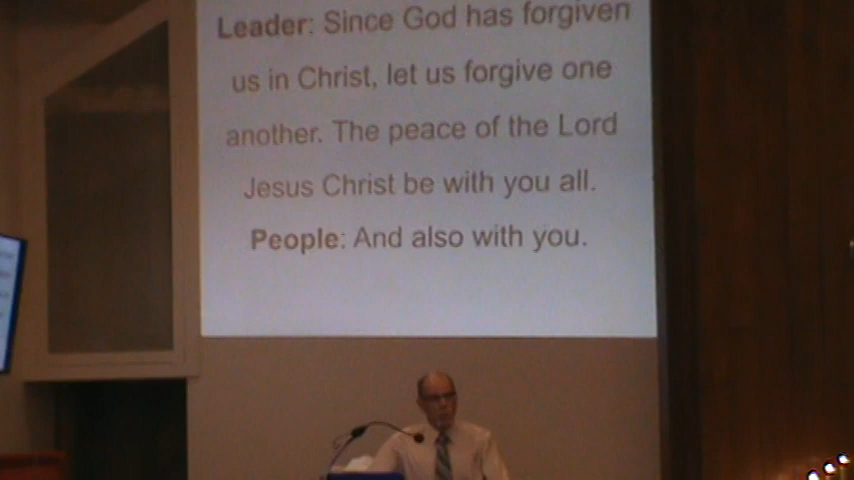 Leader: Since God has forgiven
us in Christ, let us forgive one
another. The peace of the Lord
Jesus Christ be with you all.
People: And also with you.